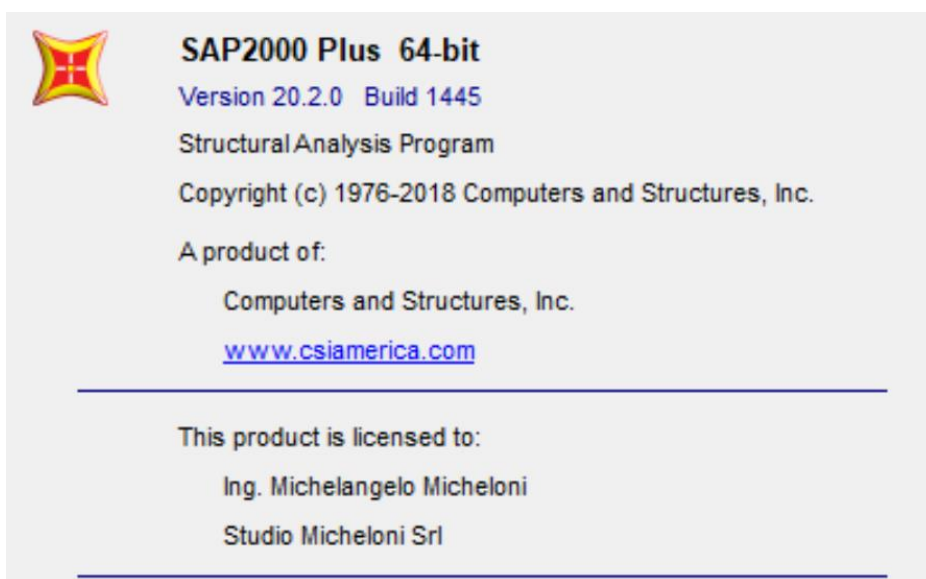 SAP2000 Plus 64-bit
Version 20.2.0 Build 1445
Structural Analysis Program
Copyright (c) 1976-2018 Computers and Structures, Inc.
A product of:
Computers and Structures, Inc.
www.csiamerica.com
This product is licensed to:
Ing. Michelangelo Micheloni
Studio Micheloni Srl